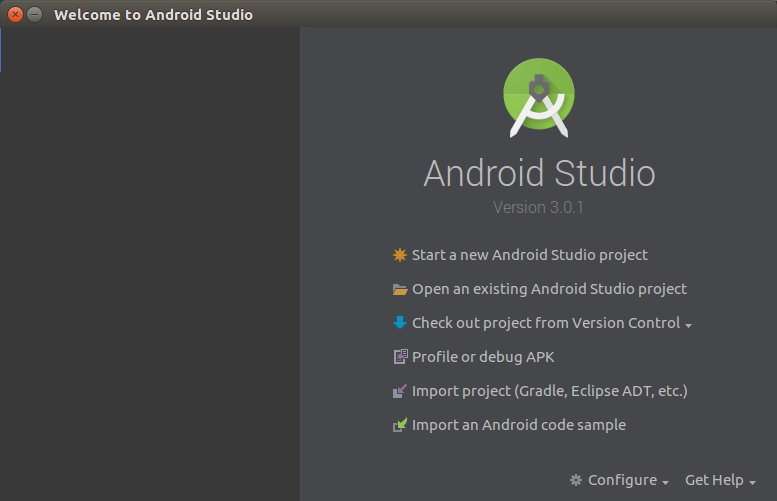 Welcome to Android Studio
Android Studio
Version 3.0.1
Start a new Android Studio project
Open an existing Android Studio project
Check out project from Version Control
Profile or debug APK
Import project (Gradle, Eclipse ADT, etc.)
Import an Android code sample
Configure Get Help